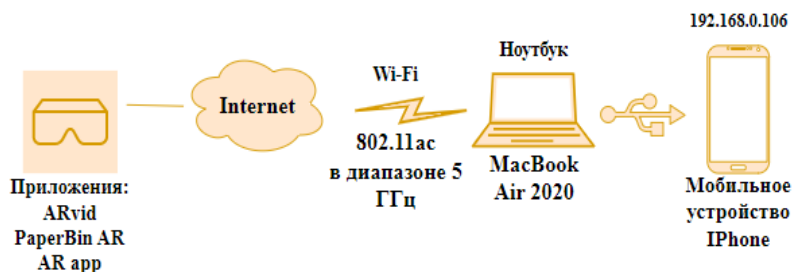 Приложения:
ARvid
PaperBin AR
AR app
Internet
Wi-Fi
802.11ac
в диапазоне 5
ГГц
Ноутбук
MacBook
Air 2020
192.168.0.106
Мобильное
устройство
IPhone